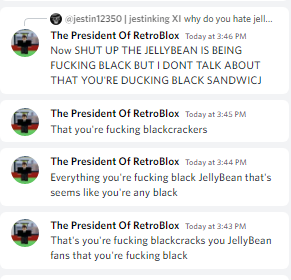 @jestin12350 | jestinking XI why do you hate jell...
The President Of RetroBlox Today at 3:46 PM
Now SHUT UP THE JELLYBEAN IS BEING
FUCKING BLACK BUT I DONT TALK ABOUT
THAT YOU'RE DUCKING BLACK SANDWICJ
The President Of RetroBlox Today at 3:45 PM
That you're fucking blackcrackers
The President Of RetroBlox Today at 3:44 PM
Everything you're fucking black JellyBean that's
seems like you're any black
The President Of RetroBlox Today at 3:43 PM
That's you're fucking blackcracks you JellyBean
fans that you're fucking black